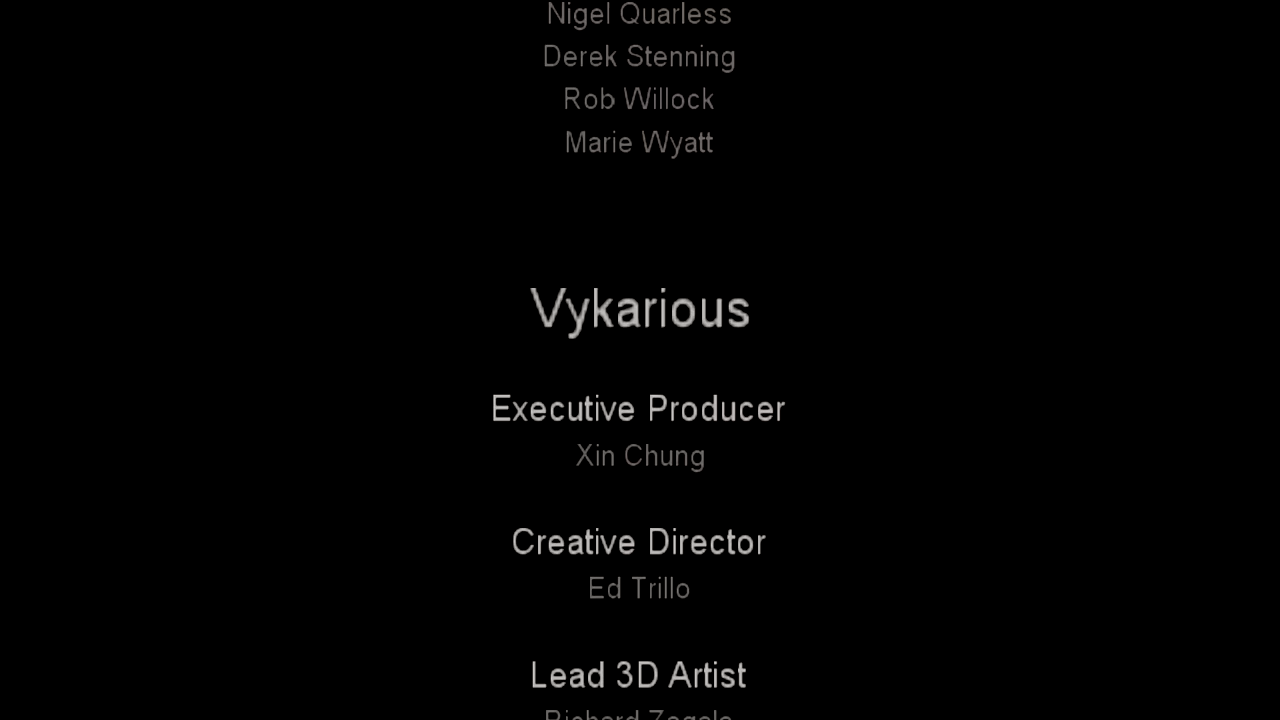 Nigel Quarless
Derek Stenning
Rob Willock
Marie Wyatt
Vykarious
Executive Producer
Xin Chung
Creative Director
Ed Trillo
Lead 3D Artist
Richard